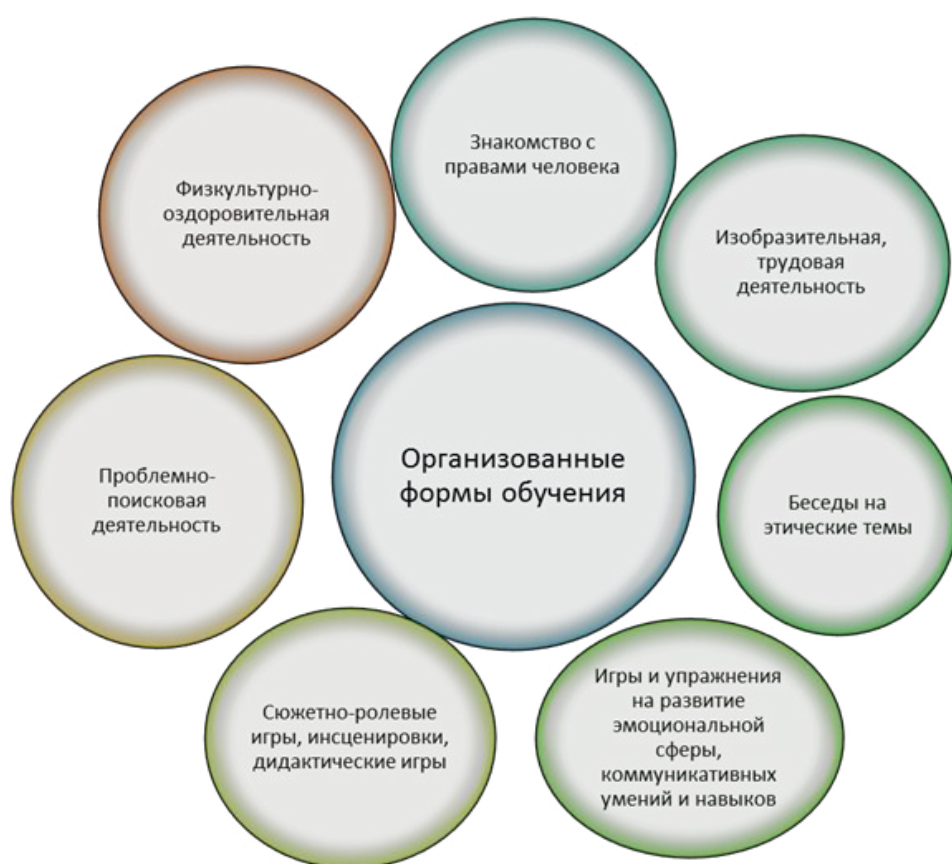 Знакомство с
правами человека
Физкультурно-
оздоровительная
деятельность
Изобразительная,
трудовая
деятельность
Организованные
формы обучения
Проблемно-
поисковая
деятельность
Беседы на
этические темы
Сюжетно-ролевые
игры, инсценировки,
дидактические игры
Игры и упражнения
на развитие
эмоциональной
сферы,
коммуникативных
умений и навыков